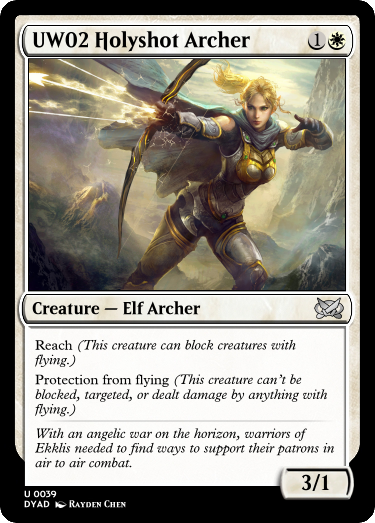 UW02 Holyshot Archer 1
Creature — Elf Archer
Reach (This creature can block creatures with
flying.)
Protection from flying (This creature can't be
blocked, targeted, or dealt damage by anything with
flying.)
With an angelic war on the horizon, warriors of
Ekklis needed to find ways to support their patrons in
air to air combat.
3/1
U 0039
DYAD Rayden Chen